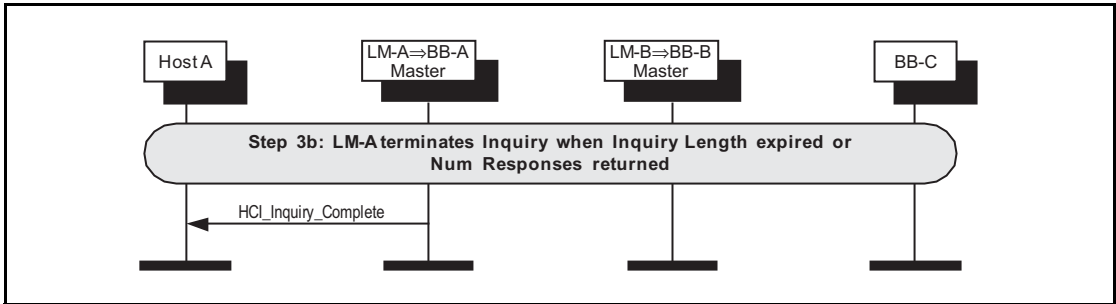 Host A
LM-A⇒BB-A
Master
LM-B⇒BB-B
Master
BB-C
Step 3b: LM-A terminates Inquiry when Inquiry Length expired or
Num Responses returned
HCI_Inquiry_Complete